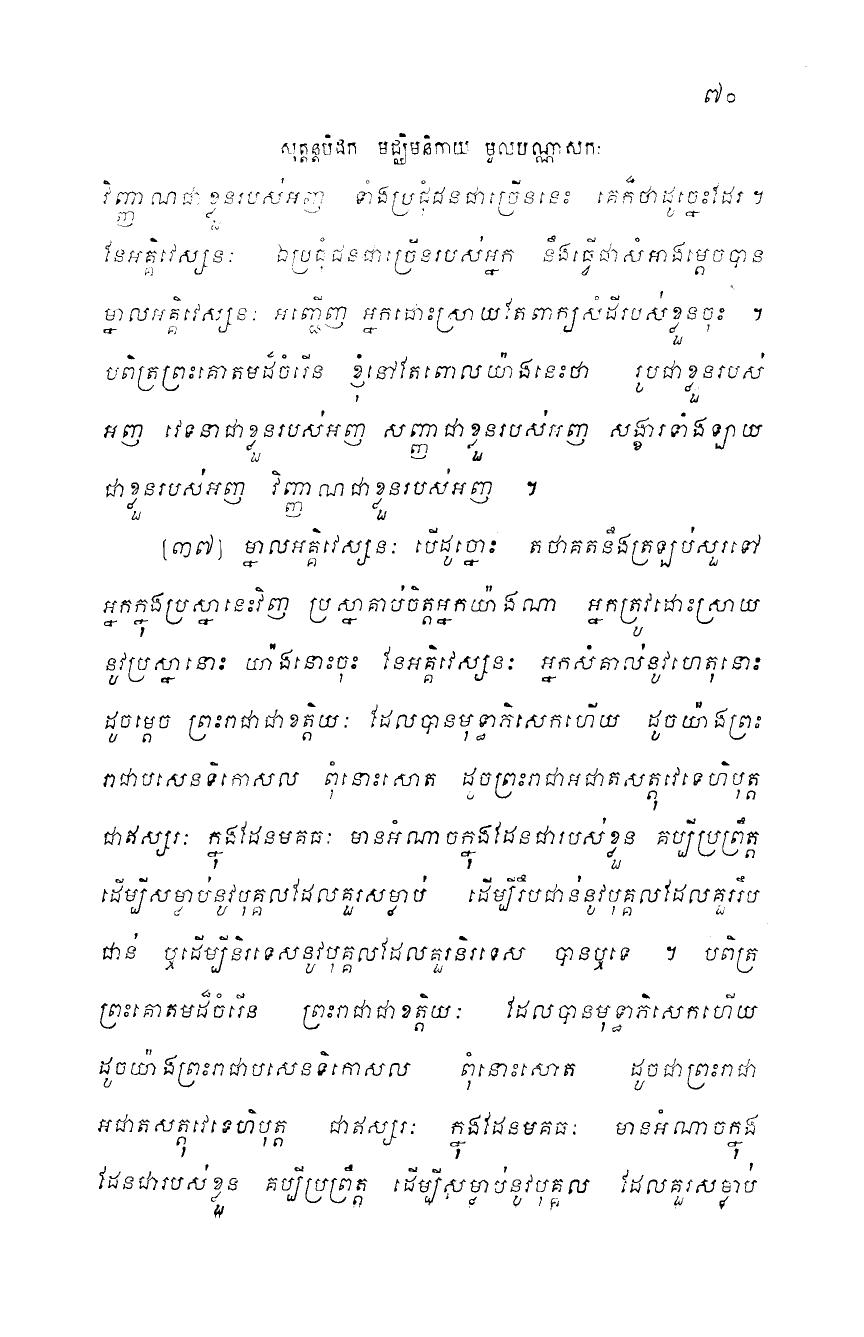 ៧០
សុត្តន្តបិដក មជ្ឈិមនិកាយ មូលបណ្ណាសកៈ
វិញ្ញាណជាខ្លួនរបស់អញ ទាំងប្រជុំជនជាច្រើននេះ គេក៏ថាដូច្នេះដែរ ។
នែអគ្គិវេស្សនៈ ឯប្រជុំជនជាច្រើនរបស់អ្នក នឹងធ្វើជាសំអាងម្តេចបាន
ម្នាលអគ្គិវេស្សនៈ អញ្ជើញ អ្នកដោះស្រាយតែពាក្យសំដីរបស់ខ្លួនចុះ ។
បពិត្រព្រះគោតមដ៏ចំរើន ខ្ញុំនៅតែពោលយ៉ាងនេះថា រូបជាខ្លួនរបស់
អញ វេទនាជាខ្លួនរបស់អញ សញ្ញាជាខ្លួនរបស់អញ សង្ខារទាំងឡាយ
ជាខ្លួនរបស់អញ វិញ្ញាណជាខ្លួនរបស់អញ ។
[៣៧] ម្នាលអគ្គិវេស្សនៈ បើដូច្នោះ តថាគតនឹងត្រឡប់សួរទៅ
អ្នកក្នុងប្រស្នានេះវិញ ប្រស្នាគាប់ចិត្តអ្នកយ៉ាងណា អ្នកត្រូវដោះស្រាយ
នូវប្រស្នានោះ យ៉ាងនោះចុះ នែអគ្គិវេស្សនៈ អ្នកសំគាល់នូវហេតុនោះ
ដូចម្តេច ព្រះរាជាជាខត្តិយៈ ដែលបានមុទ្ធាភិសេកហើយ ដូចយ៉ាងព្រះ
រាជាបសេនទិកោសល ពុំនោះសោត ដូចព្រះរាជាអជាតសត្តុវេទេហិបុត្ត
ជាឥស្សរៈ ក្នុងដែនមគធៈ មានអំណាចក្នុងដែនជារបស់ខ្លួន គប្បីប្រព្រឹត្ត
ដើម្បីសម្លាប់នូវបុគ្គលដែលគួរសម្លាប់ ដើម្បីរឹបជាន់នូវបុគ្គលដែលគួររឹប
ជាន់ ឬដើម្បីនិរទេសនូវបុគ្គលដែលគួរនិរទេស បានឬទេ ។ បពិត្រ
ព្រះគោតមដ៏ចំរើន ព្រះរាជាជាខត្តិយៈ ដែលបានមុទ្ធាភិសេកហើយ
ដូចយ៉ាងព្រះរាជាបសេនទិកោសល ពុំនោះសោត ដូចជាព្រះរាជា
អជាតសត្តុវេទេហិបុត្ត ជាឥស្សរៈ ក្នុងដែនមគធៈ មានអំណាចក្នុង
ដែនជារបស់ខ្លួន គប្បីប្រព្រឹត្ត ដើម្បីសម្លាប់នូវបុគ្គល ដែលគួរសម្លាប់